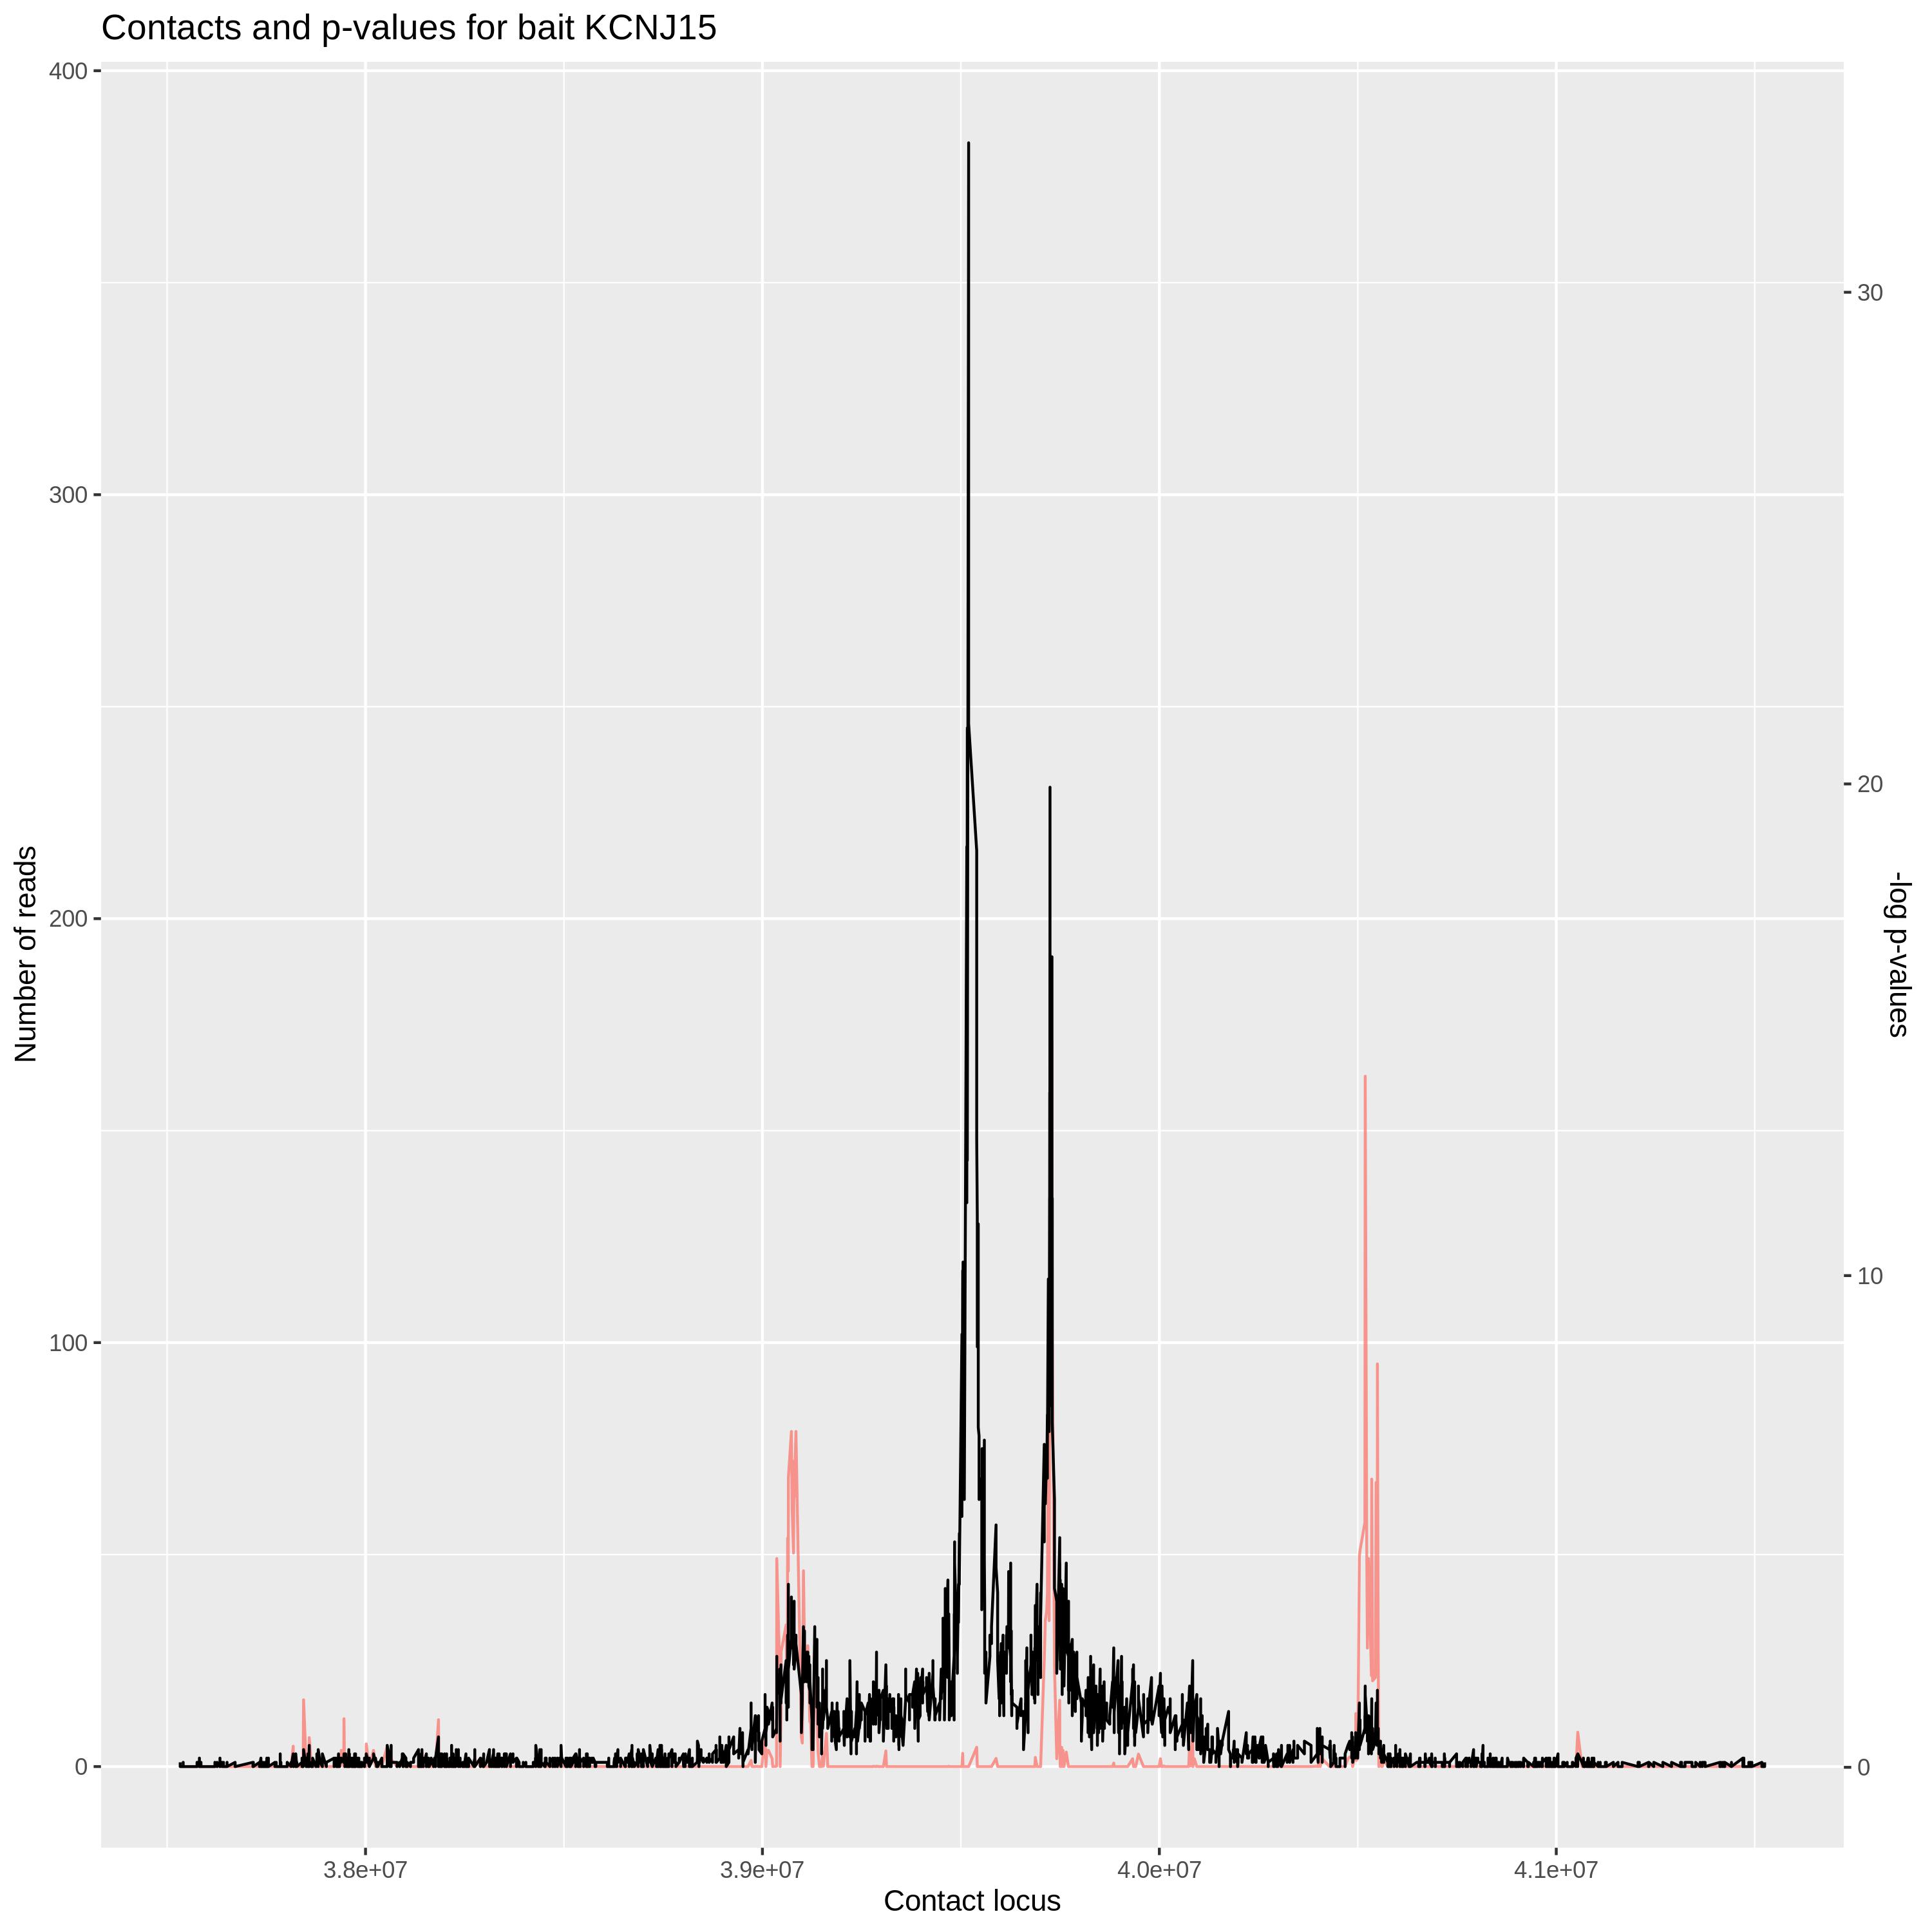 Contacts and p-values for bait KCNJ15
400
300
200
100
0
30
20
10
0
Number of reads
-log p-values
3.8e+07
3.9e+07
4.0e+07
4.1e+07
Contact locus